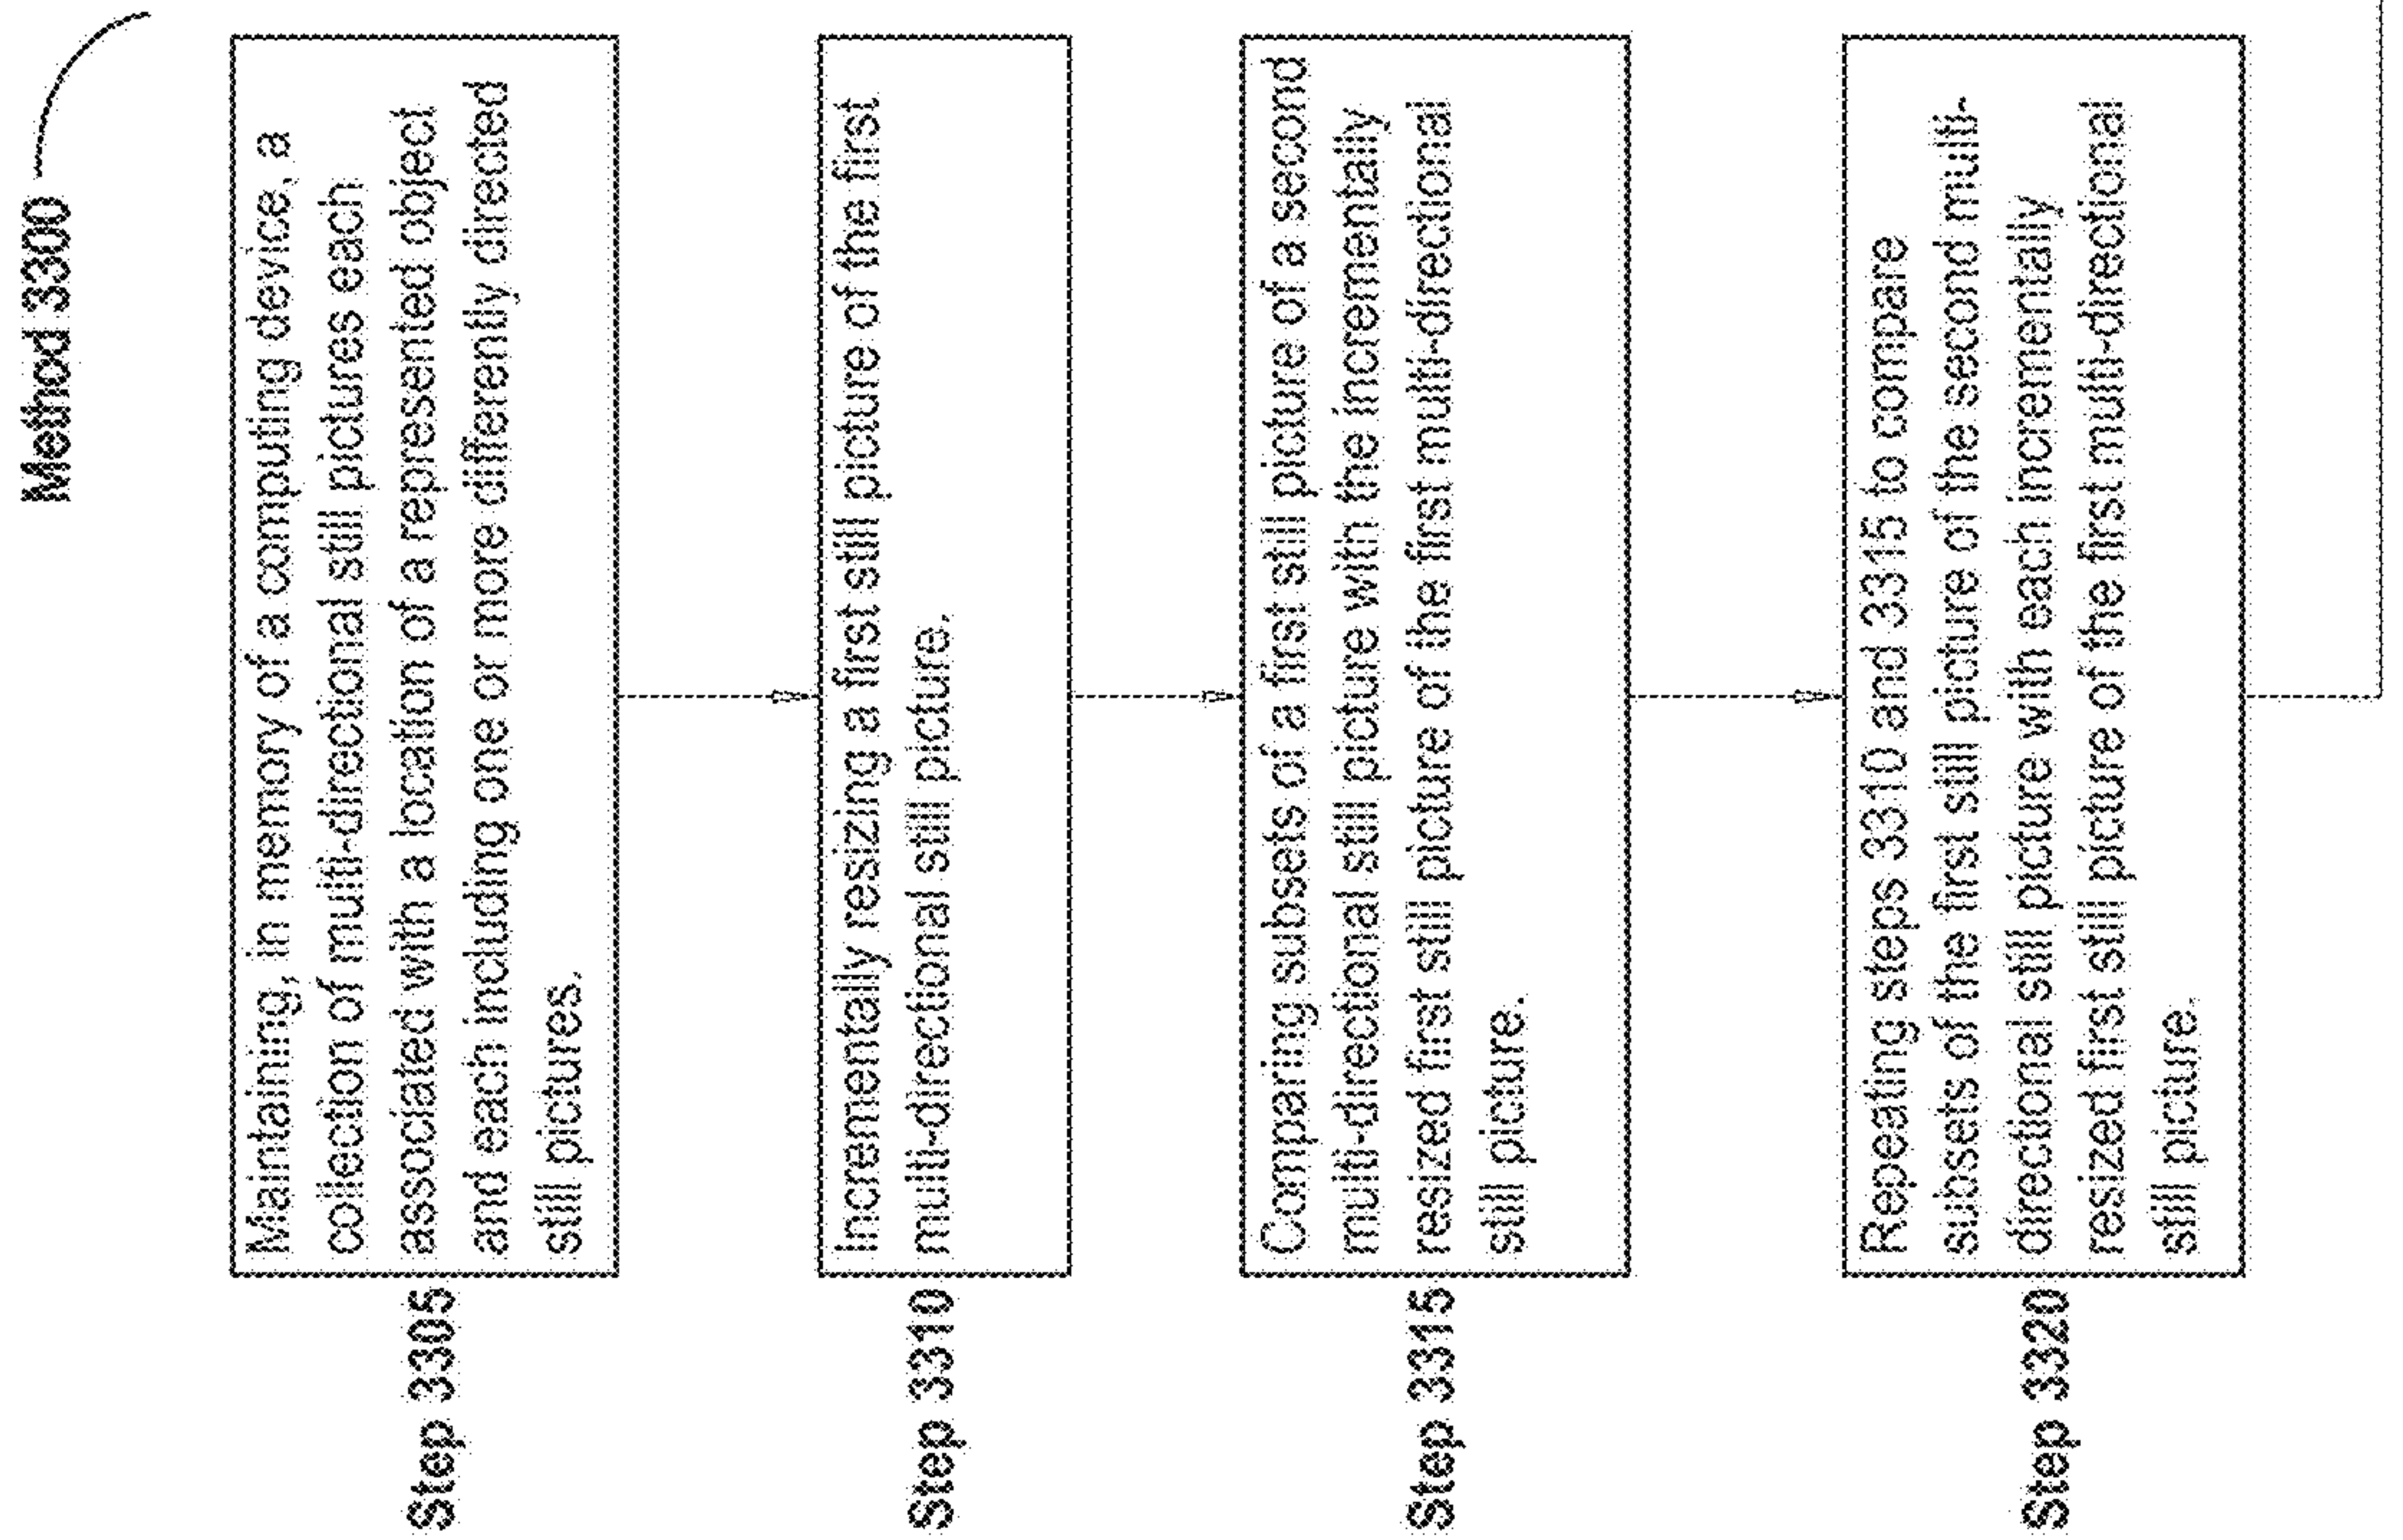 Method 3300
Step 3305
Maintaining, in memory of a computing device, a
collection of multi-directional still pictures each
associated with a location of a represented object
and each including one or more differently directed
still pictures.
Step 3310
Incrementally resizing a first still picture of the first
multi-directional still picture.
Step 3315
Comparing subsets of a first still picture of a second
multi-directional still picture with the incrementally
resized first still picture of the first multi-directional
still picture.
Step 3320
Repeating steps 3310 and 3315 to compare
subsets of the first still picture of the second multi-
directional still picture with each incrementally
resized first still picture of the first multi-directional
still picture.